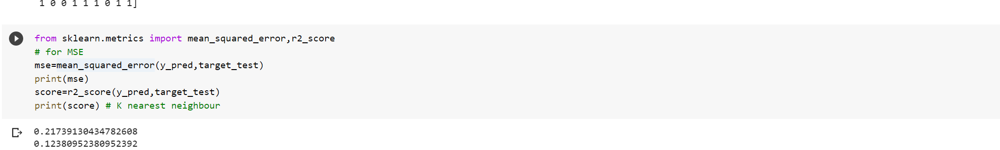 1 0 0 1 1 1 0 1 1]
from sklearn.metrics import mean_squared_error,r2_score
# for MSE
mse=mean_squared_error(y_pred,target_test)
print(mse)
score=r2_score(y_pred,target_test)
print(score) # K nearest neighbour
0.21739130434782608
0.12380952380952392